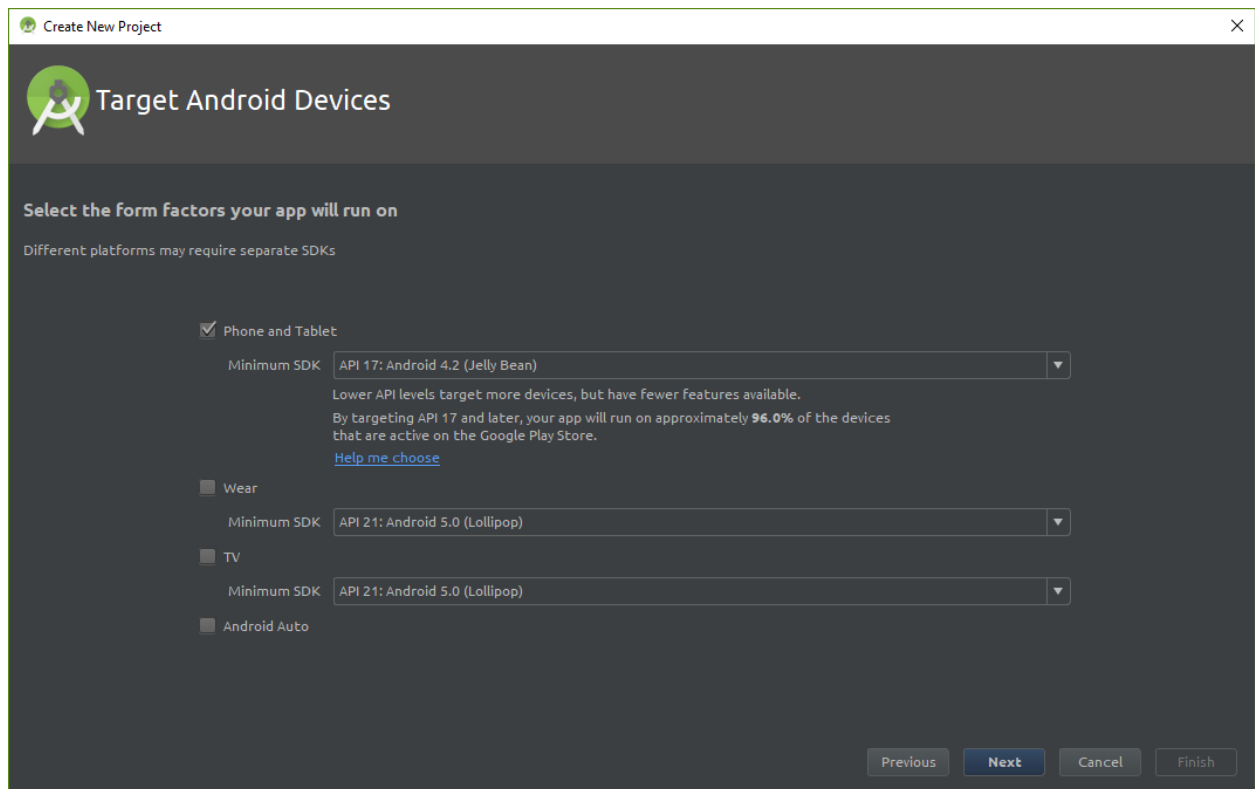 Create New Project
Target Android Devices
Select the form factors your app will run on
Different platforms may require separate SDKs
Phone and Tablet
Minimum SDK API 17: Android 4.2 (Jelly Bean)
Lower API levels target more devices, but have fewer features available.
By targeting API 17 and later, your app will run on approximately 96.0% of the devices
that are active on the Google Play Store.
Help me choose
Wear
Minimum SDK API 21: Android 5.0 (Lollipop)
TV
Minimum SDK API 21: Android 5.0 (Lollipop)
Android Auto
Previous Next Cancel Finish